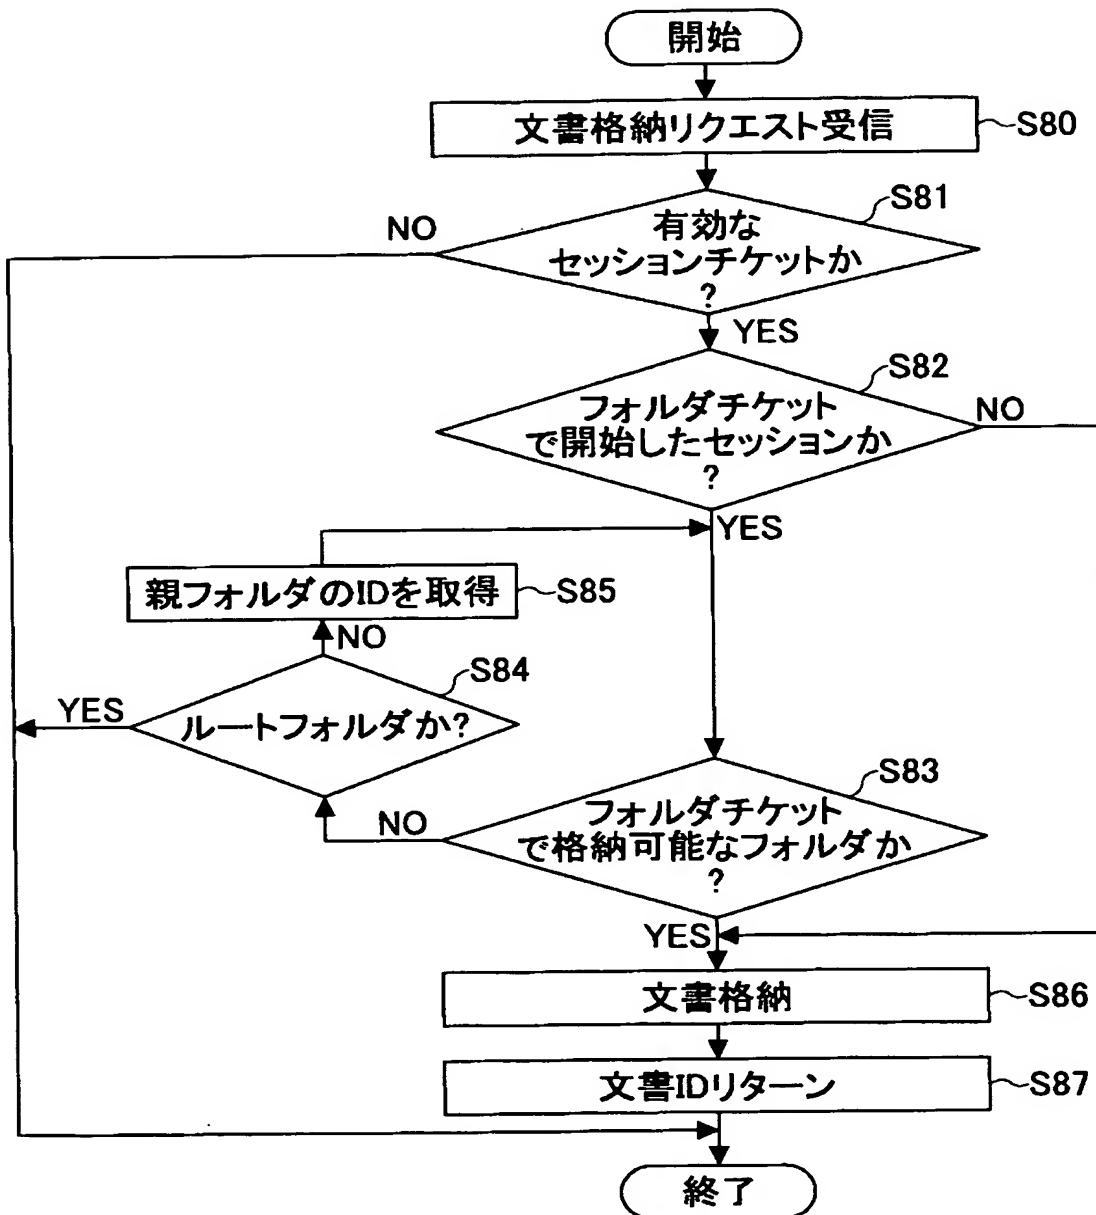 開始
文書格納リクエスト受信
S80
S81
NO
有効な
セッションチケットか
?
YES
S82
フォルダチケット
で開始したセッションか
?
NO
YES
親フォルダのIDを取得
S85
NO
S84
YES
ルートフォルダか?
S83
フォルダチケット
で格納可能なフォルダか
?
NO
YES
文書格納
S86
文書IDリターン
S87
終了